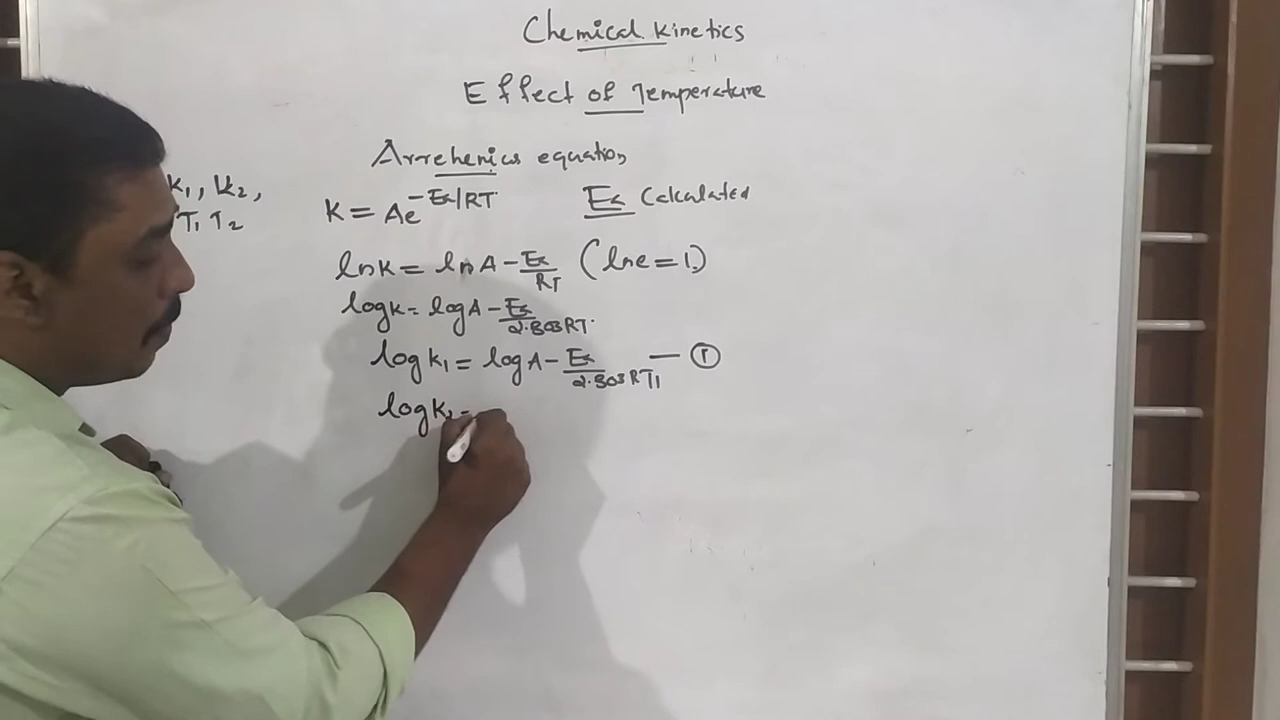 Chemical Kinetics
Effect of Temperature
Arrehenius equation
K1, K2,
T1 T2
K = Ae^-Ea/RT
Ea Calculated
lnK = lnA - Ea/RT (lne = 1)
logK = logA - Ea/2.303RT
logK1 = logA - Ea/2.303RT1 — ①
logK2 =